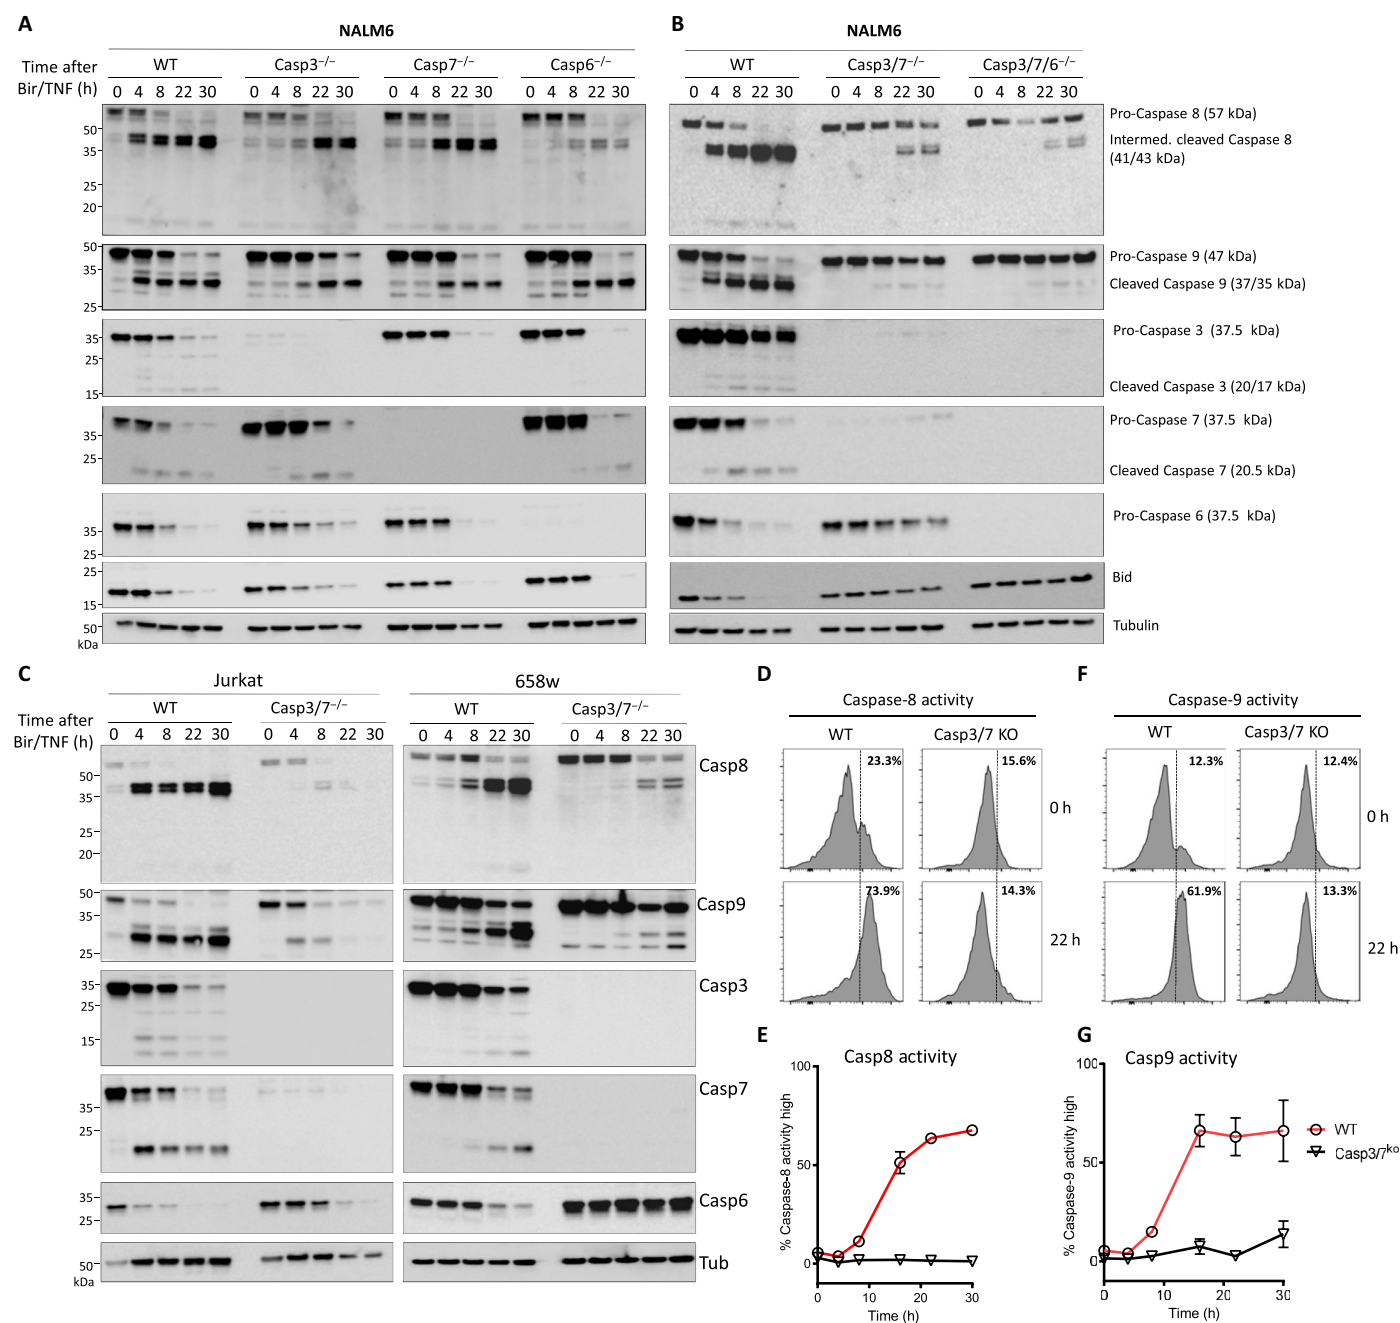 A
NALM6
Time after
Bir/TNF (h)
WT
Casp3⁻/⁻
Casp7⁻/⁻
Casp6⁻/⁻
0 4 8 22 30 0 4 8 22 30 0 4 8 22 30 0 4 8 22 30
50
35
25
20
50
35
25
35
25
15
35
25
35
25
25
15
50
kDa
B
NALM6
WT
Casp3/7⁻/⁻
Casp3/7/6⁻/⁻
0 4 8 22 30 0 4 8 22 30 0 4 8 22 30
Pro-Caspase 8 (57 kDa)
Intermed. cleaved Caspase 8
(41/43 kDa)
Pro-Caspase 9 (47 kDa)
Cleaved Caspase 9 (37/35 kDa)
Pro-Caspase 3 (37.5 kDa)
Cleaved Caspase 3 (20/17 kDa)
Pro-Caspase 7 (37.5 kDa)
Cleaved Caspase 7 (20.5 kDa)
Pro-Caspase 6 (37.5 kDa)
Bid
Tubulin
C
Jurkat
658w
Time after
Bir/TNF (h)
WT
Casp3/7⁻/⁻
WT
Casp3/7⁻/⁻
0 4 8 22 30 0 4 8 22 30 0 4 8 22 30 0 4 8 22 30
50
35
25
20
Casp8
50
35
25
Casp9
35
25
15
Casp3
35
25
Casp7
35
25
Casp6
50
kDa
Tub
D
Caspase-8 activity
WT
Casp3/7 KO
23.3%
15.6%
0 h
73.9%
14.3%
22 h
F
Caspase-9 activity
WT
Casp3/7 KO
12.3%
12.4%
0 h
61.9%
13.3%
22 h
E
Casp8 activity
% Caspase-8 activity high
100
50
0
0 10 20 30
Time (h)
G
Casp9 activity
% Caspase-9 activity high
100
50
0
0 10 20 30
Time (h)
WT
Casp3/7ᵏᵒ